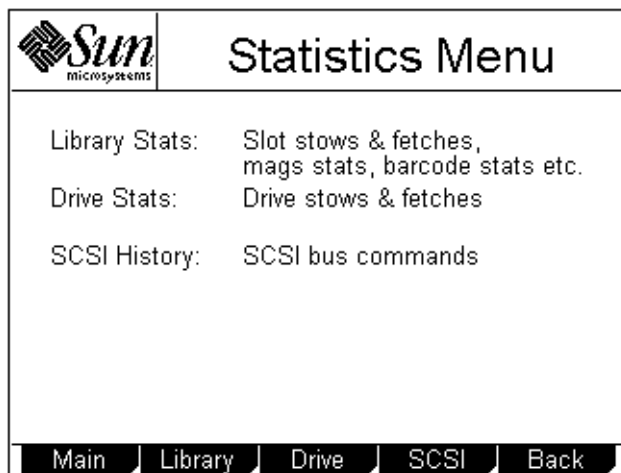 Sun
microsystems
Statistics Menu
Library Stats: Slot stows & fetches,
mags stats, barcode stats etc.
Drive Stats: Drive stows & fetches
SCSI History: SCSI bus commands
Main Library Drive SCSI Back